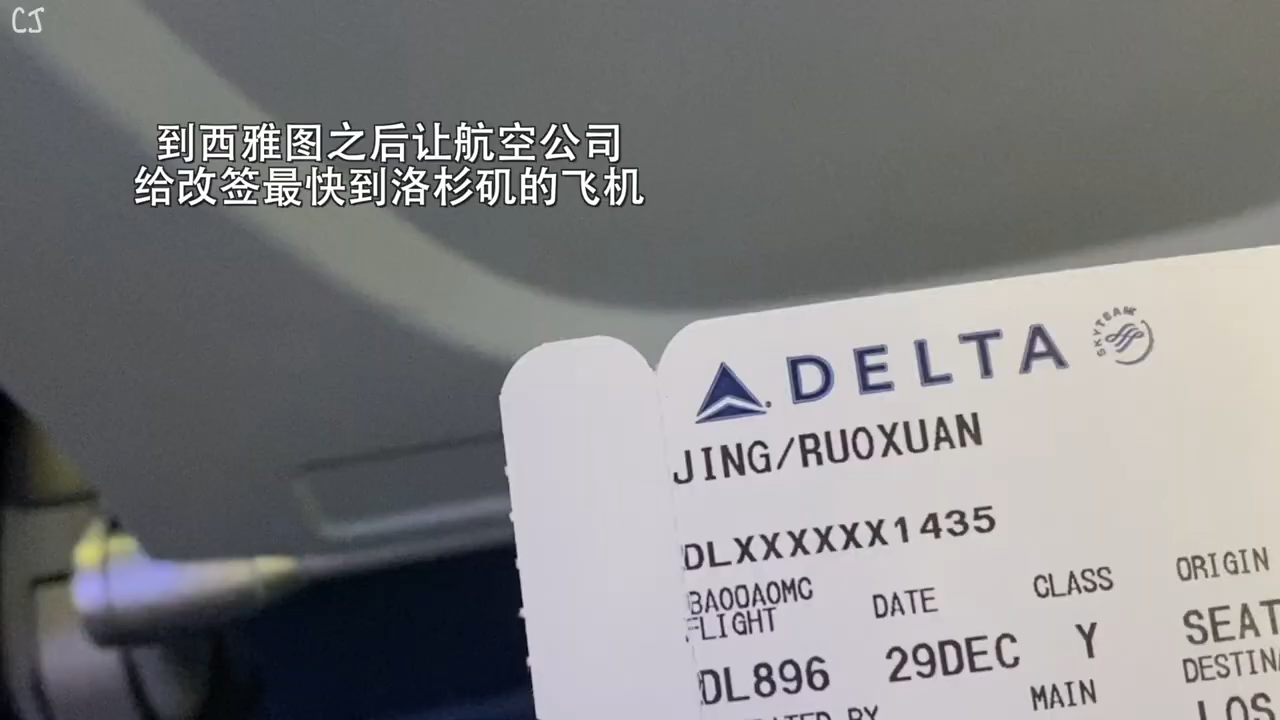 CJ
到西雅图之后让航空公司
给改签最快到洛杉矶的飞机
DELTA
SKYTEAM
JING/RUOXUAN
DLXXXXXX1435
BA00A0MC
FLIGHT DATE CLASS ORIGIN
DL896 29DEC Y SEAT
MAIN DESTINA
LOS